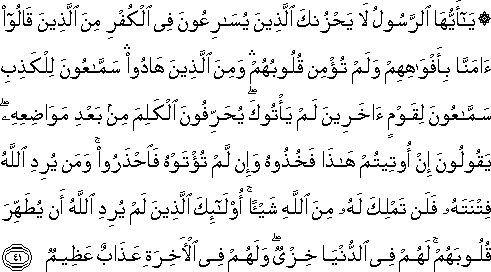 ۞ يَـٰٓأَيُّهَا ٱلرَّسُولُ لَا يَحْزُنكَ ٱلَّذِينَ يُسَـٰرِعُونَ فِى ٱلْكُفْرِ مِنَ ٱلَّذِينَ قَالُوٓا۟
ءَامَنَّا بِأَفْوَٰهِهِمْ وَلَمْ تُؤْمِن قُلُوبُهُمْ ۛ وَمِنَ ٱلَّذِينَ هَادُوا۟ ۛ سَمَّـٰعُونَ لِلْكَذِبِ
سَمَّـٰعُونَ لِقَوْمٍ ءَاخَرِينَ لَمْ يَأْتُوكَ ۖ يُحَرِّفُونَ ٱلْكَلِمَ مِنۢ بَعْدِ مَوَاضِعِهِۦ ۖ
يَقُولُونَ إِنْ أُوتِيتُمْ هَـٰذَا فَخُذُوهُ وَإِن لَّمْ تُؤْتَوْهُ فَٱحْذَرُوا۟ ۚ وَمَن يُرِدِ ٱللَّهُ
فِتْنَتَهُۥ فَلَن تَمْلِكَ لَهُۥ مِنَ ٱللَّهِ شَيْـًٔا ۚ أُو۟لَـٰٓئِكَ ٱلَّذِينَ لَمْ يُرِدِ ٱللَّهُ أَن يُطَهِّرَ
قُلُوبَهُمْ ۚ لَهُمْ فِى ٱلدُّنْيَا خِزْىٌ ۖ وَلَهُمْ فِى ٱلْـَٔاخِرَةِ عَذَابٌ عَظِيمٌ ٤١